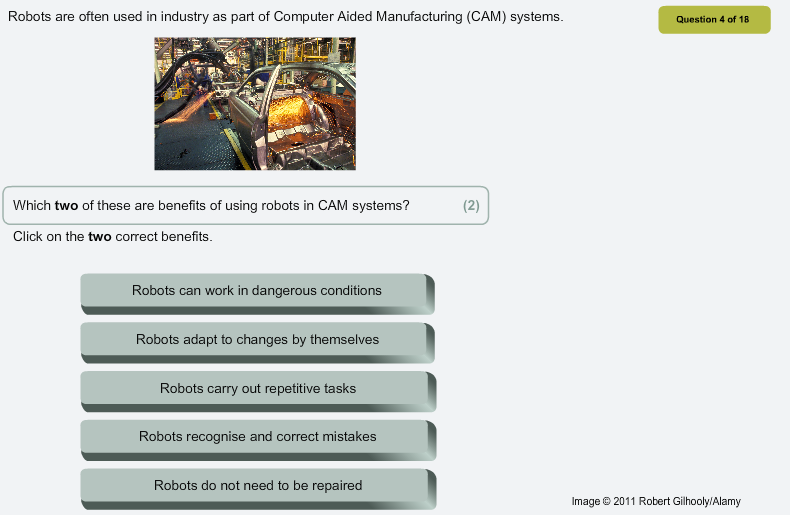 Robots are often used in industry as part of Computer Aided Manufacturing (CAM) systems.
Question 4 of 18
Which two of these are benefits of using robots in CAM systems? (2)
Click on the two correct benefits.
Robots can work in dangerous conditions
Robots adapt to changes by themselves
Robots carry out repetitive tasks
Robots recognise and correct mistakes
Robots do not need to be repaired
Image © 2011 Robert Gilhooly/Alamy